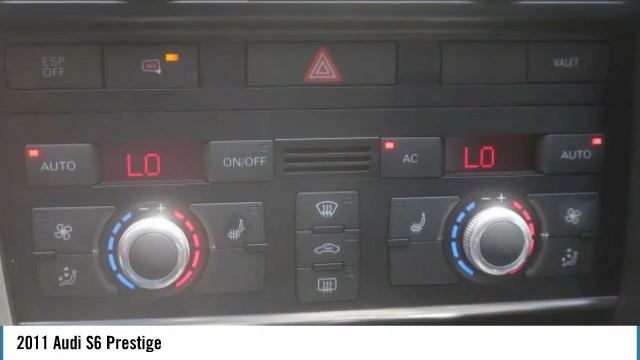 ESP OFF
VALET
AUTO
LO
ON/OFF
AC
LO
AUTO
2011 Audi S6 Prestige